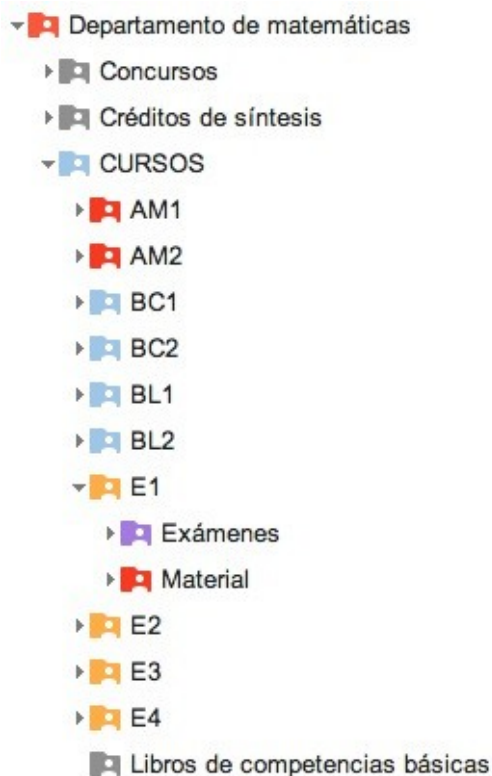 Departamento de matemáticas
Concursos
Créditos de síntesis
CURSOS
AM1
AM2
BC1
BC2
BL1
BL2
E1
Exámenes
Material
E2
E3
E4
Libros de competencias básicas